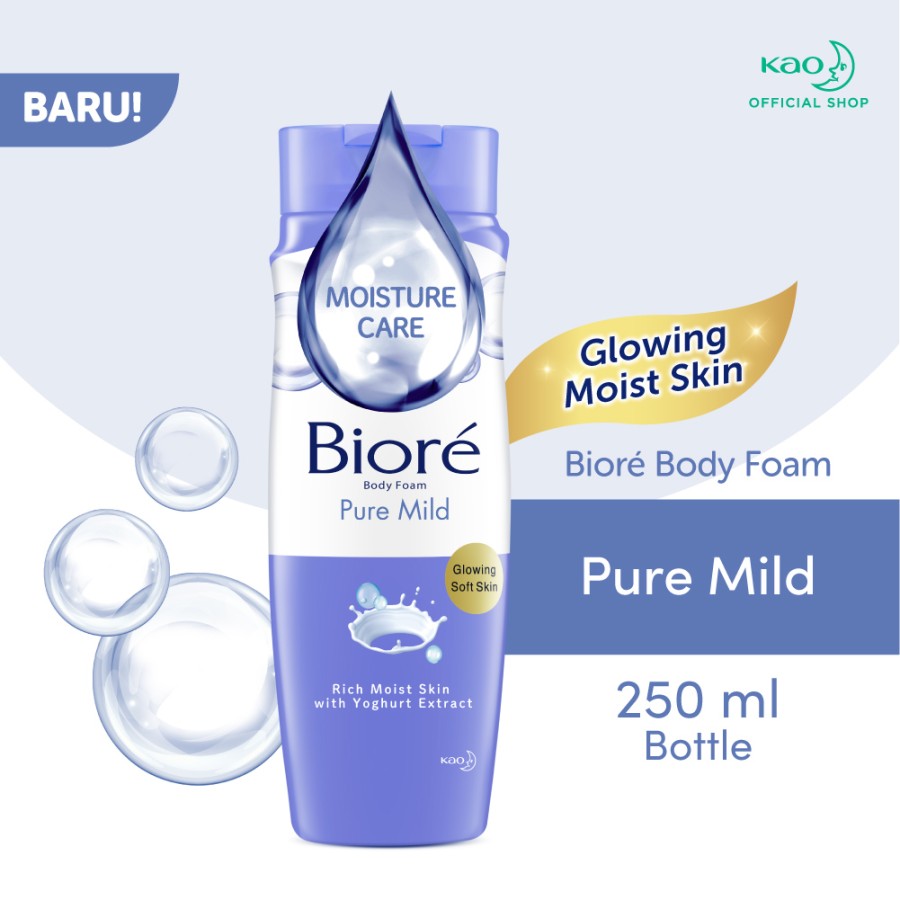 BARU!
Kao
OFFICIAL SHOP
MOISTURE
CARE
Bioré
Body Foam
Pure Mild
Glowing
Soft Skin
Rich Moist Skin
with Yoghurt Extract
Kao
Glowing
Moist Skin
Bioré Body Foam
Pure Mild
250 ml
Bottle